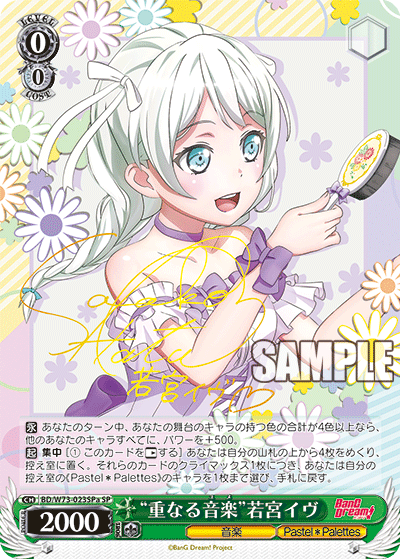 LEVEL
0
0
COST
Sawako Hata
若宮イヴ
SAMPLE
永 あなたのターン中、あなたの舞台のキャラの持つ色の合計が4色以上なら、
他のあなたのキャラすべてに、パワーを+500。
起 集中 [① このカードをレストする] あなたは自分の山札の上から4枚をめくり、
控え室に置く。それらのカードのクライマックス1枚につき、あなたは自分の
控え室の《Pastel*Palettes》のキャラを1枚まで選び、手札に戻す。
CH BD/W73-023SPa SP
2000
“重なる音楽”若宮イヴ
BanG Dream!
音楽
Pastel*Palettes
©BanG Dream! Project